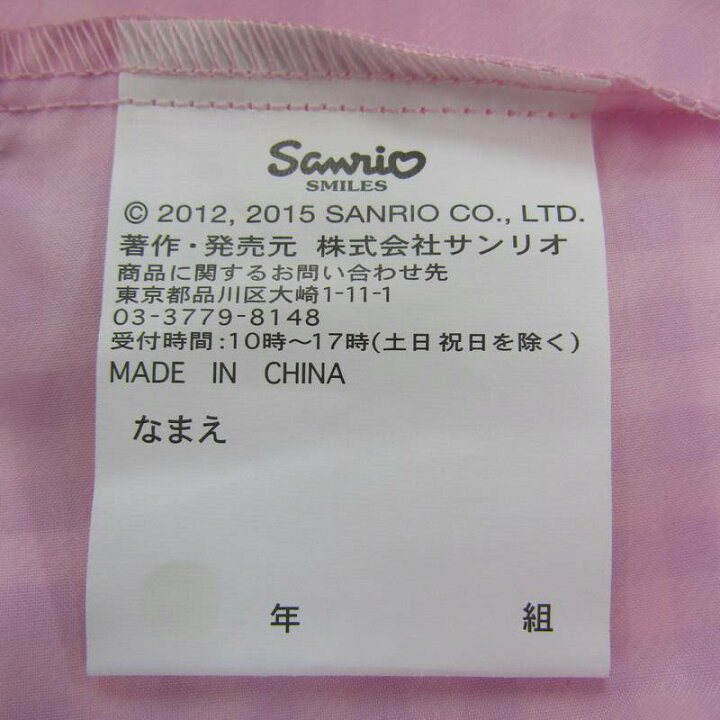 Sanrio
SMILES
© 2012, 2015 SANRIO CO., LTD.
著作・発売元 株式会社サンリオ
商品に関するお問い合わせ先
東京都品川区大崎1-11-1
03-3779-8148
受付時間:10時～17時(土日祝日を除く)
MADE IN CHINA
なまえ
年 組